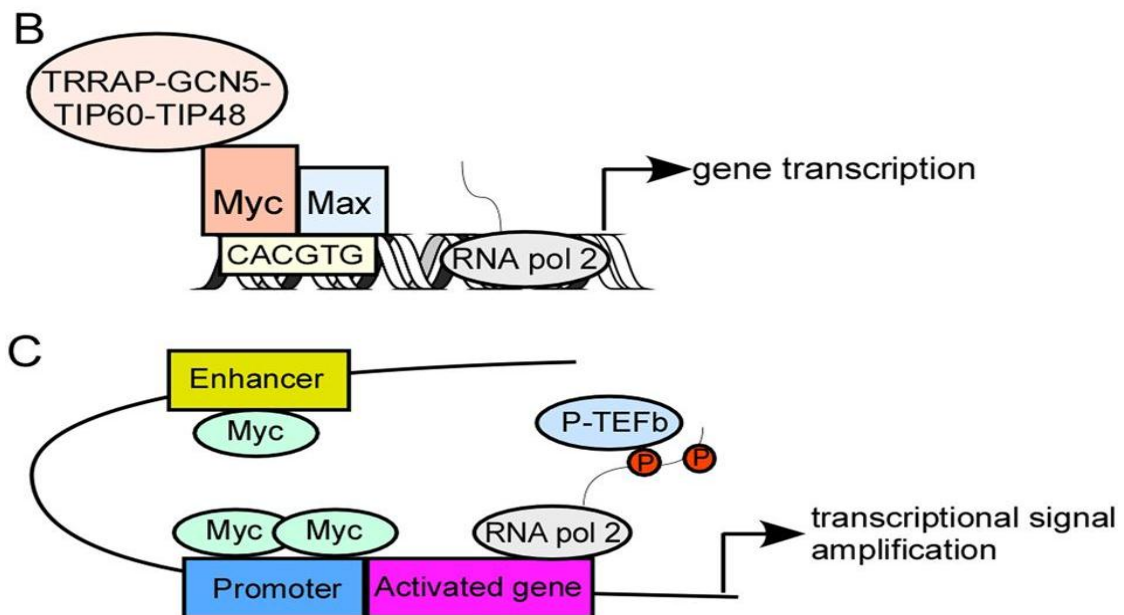 B
TRRAP-GCN5-
TIP60-TIP48
Myc
Max
CACGTG
RNA pol 2
gene transcription
C
Enhancer
Myc
P-TEFb
P
P
Myc
Myc
RNA pol 2
transcriptional signal
amplification
Promoter
Activated gene